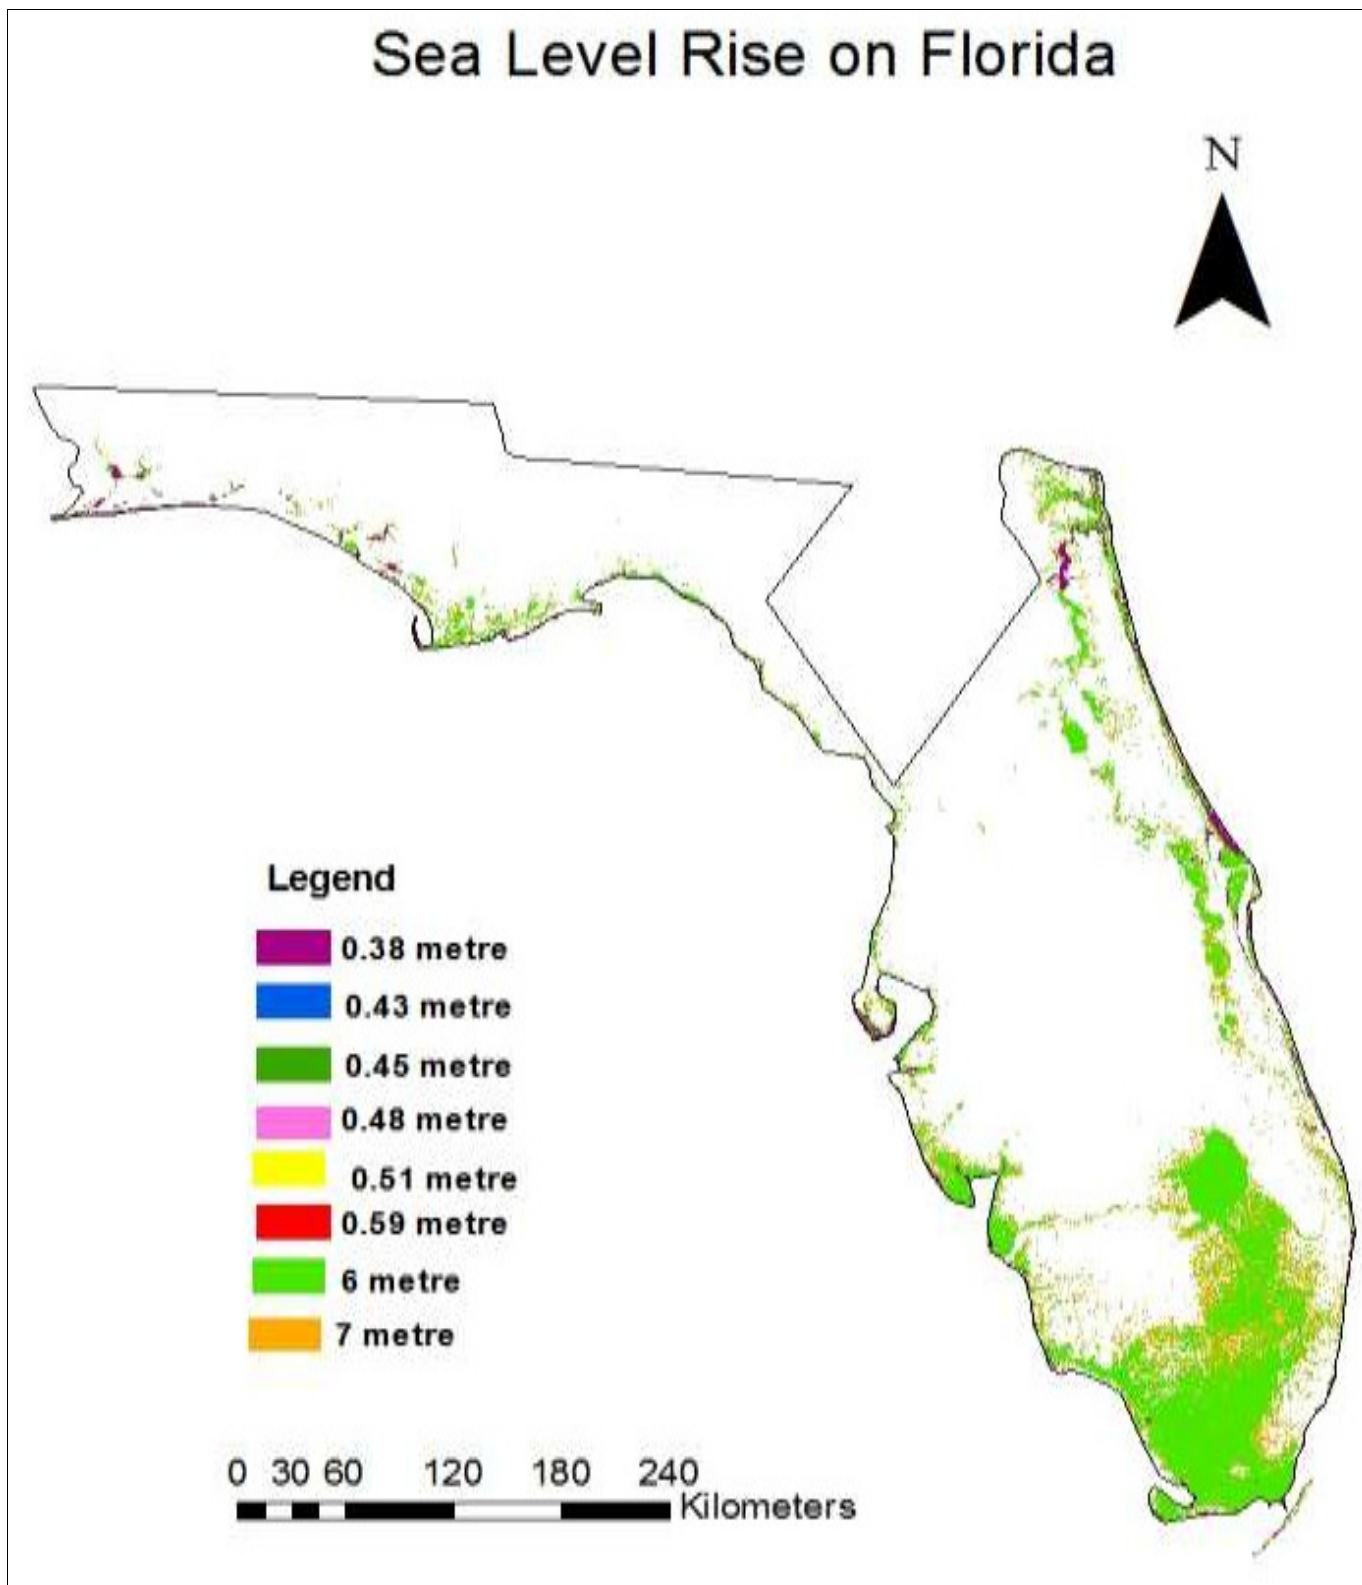 Sea Level Rise on Florida
N
Legend
0.38 metre
0.43 metre
0.45 metre
0.48 metre
0.51 metre
0.59 metre
6 metre
7 metre
0 30 60 120 180 240
Kilometers